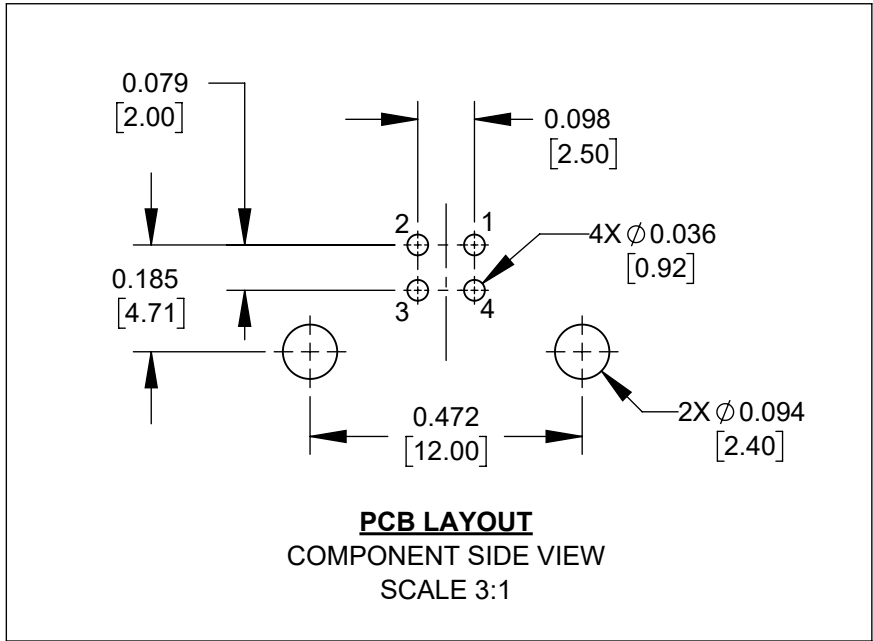 0.079
[2.00]
0.098
[2.50]
2
1
4X ∅ 0.036
[0.92]
0.185
[4.71]
3
4
2X ∅ 0.094
[2.40]
0.472
[12.00]
PCB LAYOUT
COMPONENT SIDE VIEW
SCALE 3:1